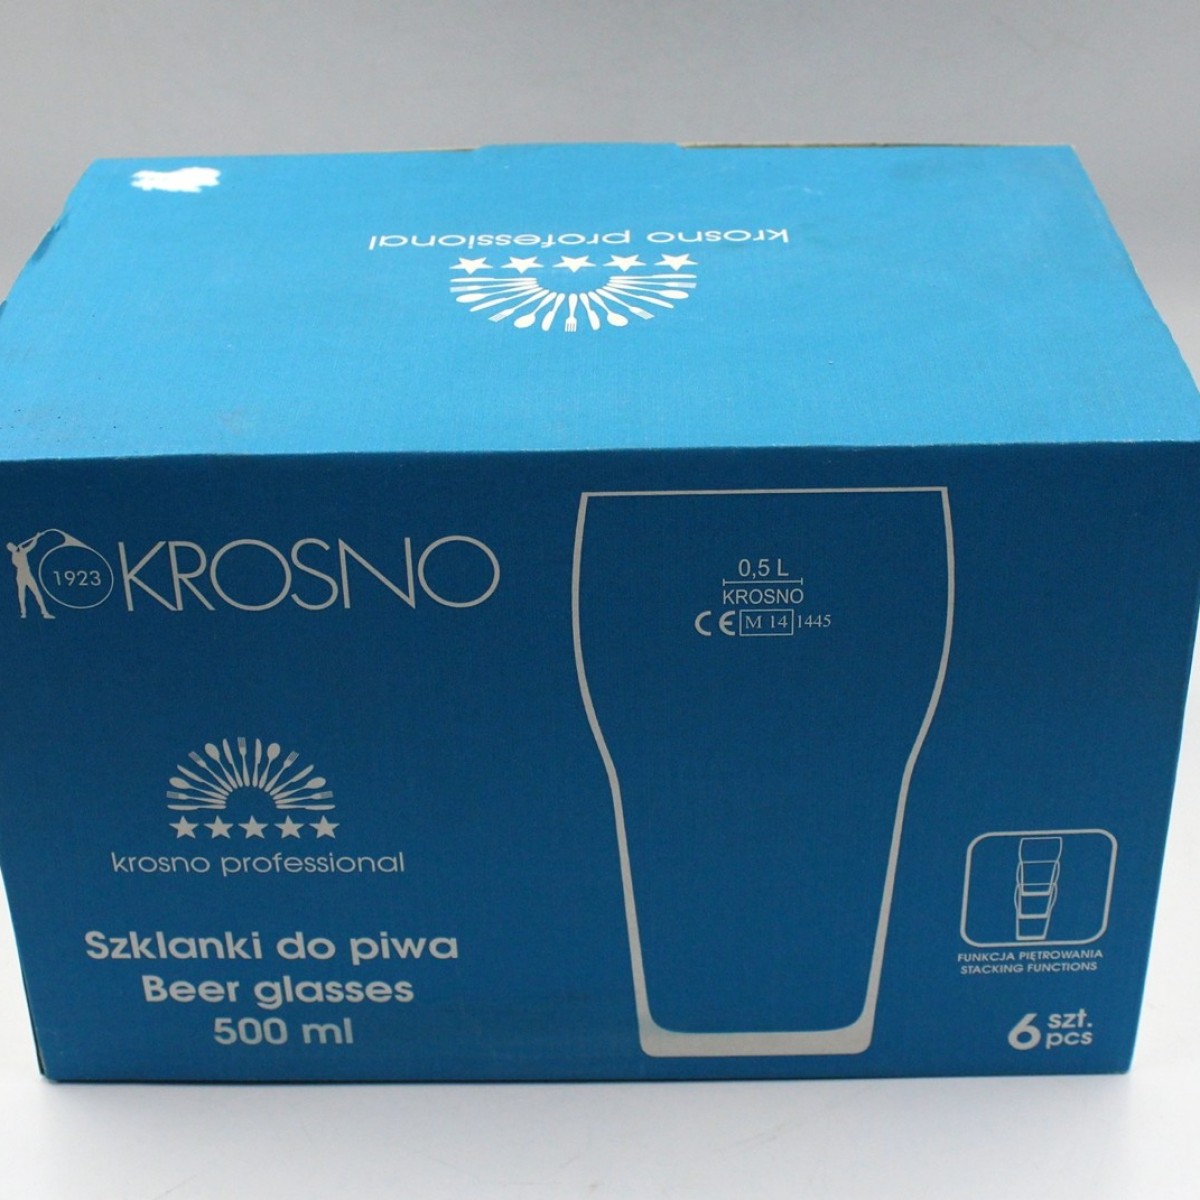 krosno professional
1923 KROSNO
0,5 L
KROSNO
CE M 14 1445
krosno professional
Szklanki do piwa
Beer glasses
500 ml
FUNKCJA PIĘTROWANIA
STACKING FUNCTIONS
6 szt.
pcs